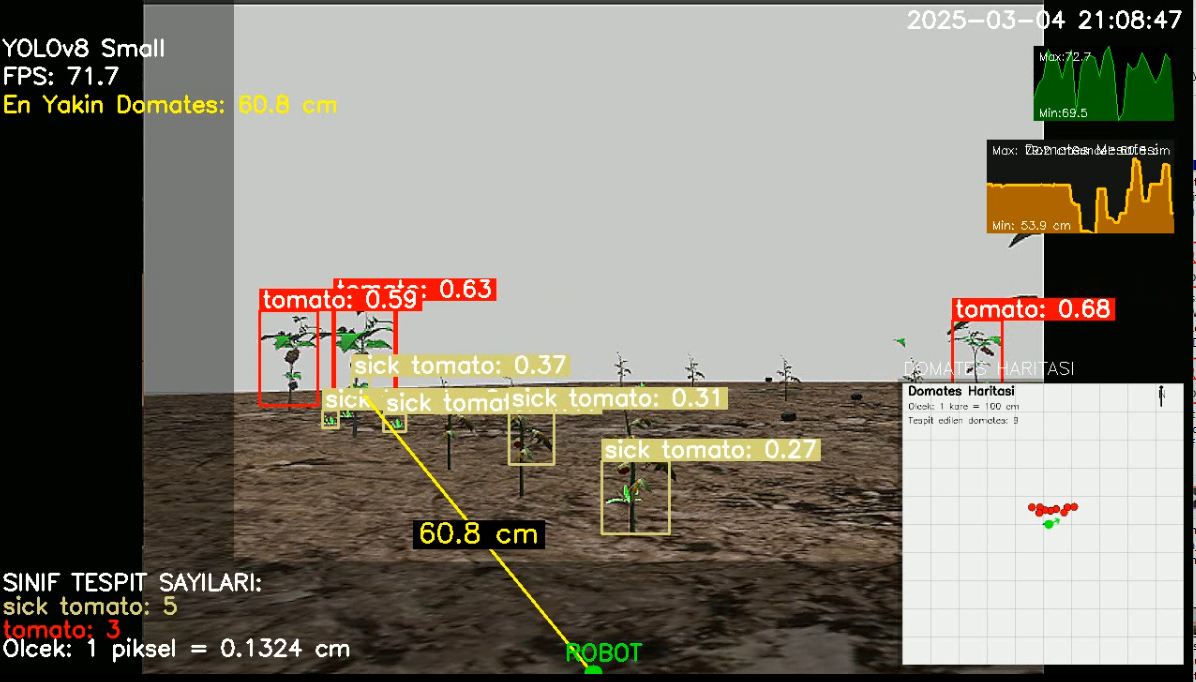 2025-03-04 21:08:47
YOLOv8 Small
FPS: 71.7
En Yakin Domates: 60.8 cm
Max:72.7
Min:69.5
Max:
Domates Mesafesi
Min: 53.9 cm
tomato: 0.63
tomato: 0.59
tomato: 0.68
sick tomato: 0.37
sick
sick tomat
sick tomato: 0.31
sick tomato: 0.27
60.8 cm
DOMATES HARITASI
Domates Haritasi
Olcek: 1 kare = 100 cm
Tespit edilen domates: 9
N
SINIF TESPIT SAYILARI:
sick tomato: 5
tomato: 3
Olcek: 1 piksel = 0.1324 cm
ROBOT